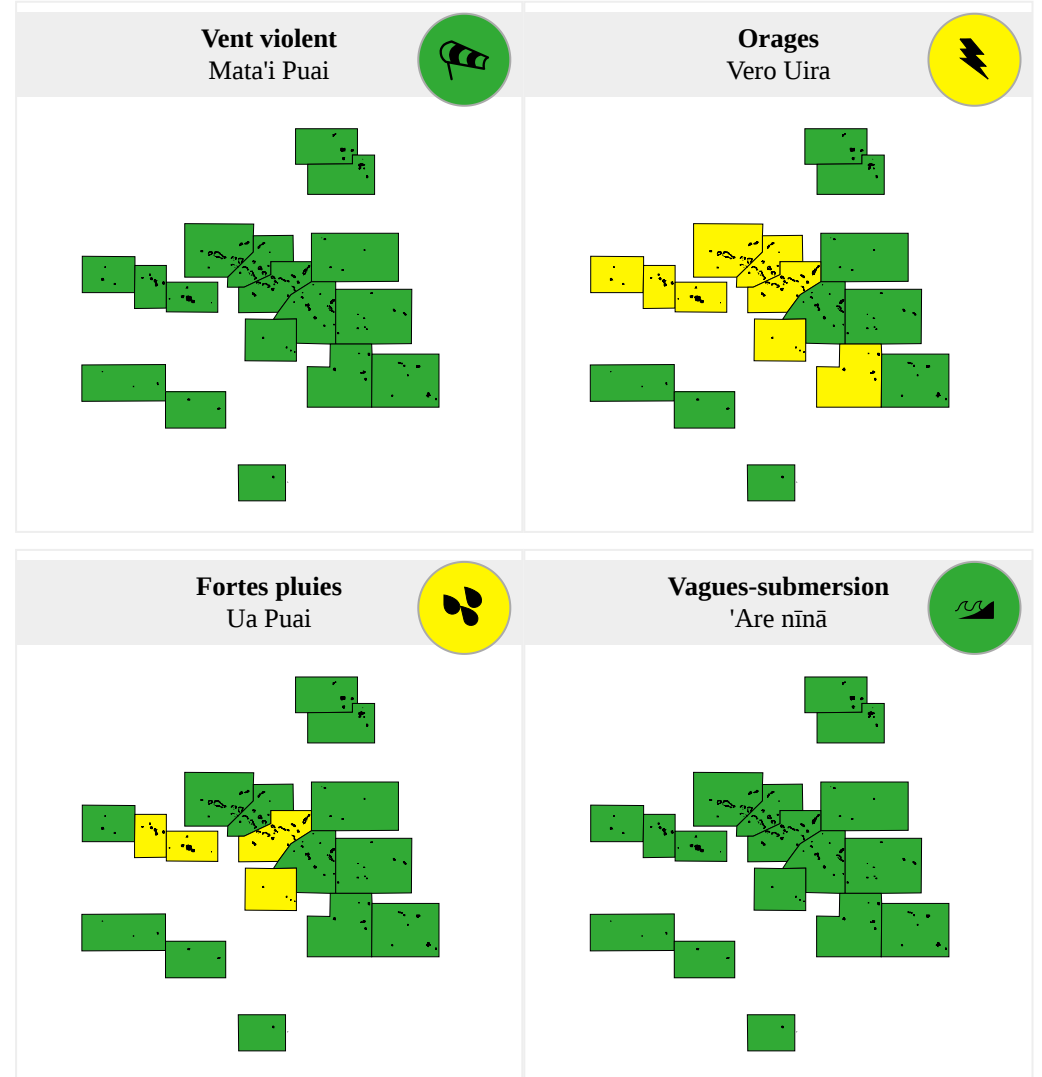 Vent violent
Mata'i Puai
Orages
Vero Uira
Fortes pluies
Ua Puai
Vagues-submersion
'Are nīnā